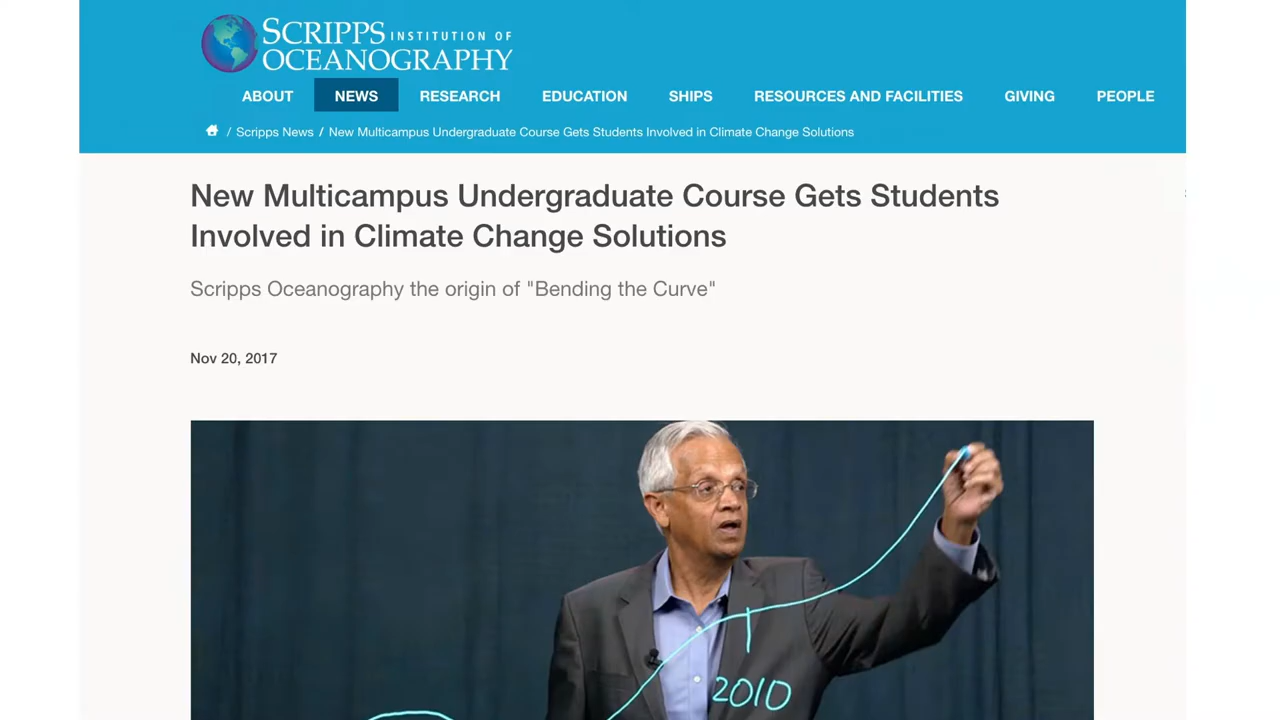 SCRIPPS INSTITUTION OF
OCEANOGRAPHY
ABOUT NEWS RESEARCH EDUCATION SHIPS RESOURCES AND FACILITIES GIVING PEOPLE
/ Scripps News / New Multicampus Undergraduate Course Gets Students Involved in Climate Change Solutions
New Multicampus Undergraduate Course Gets Students
Involved in Climate Change Solutions
Scripps Oceanography the origin of "Bending the Curve"
Nov 20, 2017
2010